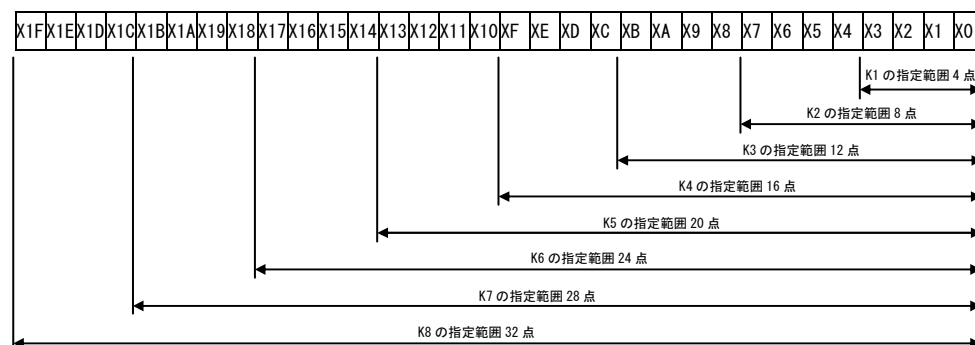 X1F X1E X1D X1C X1B X1A X19 X18 X17 X16 X15 X14 X13 X12 X11 X10 XF XE XD XC XB XA X9 X8 X7 X6 X5 X4 X3 X2 X1 X0
K1 の指定範囲 4 点
K2 の指定範囲 8 点
K3 の指定範囲 12 点
K4 の指定範囲 16 点
K5 の指定範囲 20 点
K6 の指定範囲 24 点
K7 の指定範囲 28 点
K8 の指定範囲 32 点